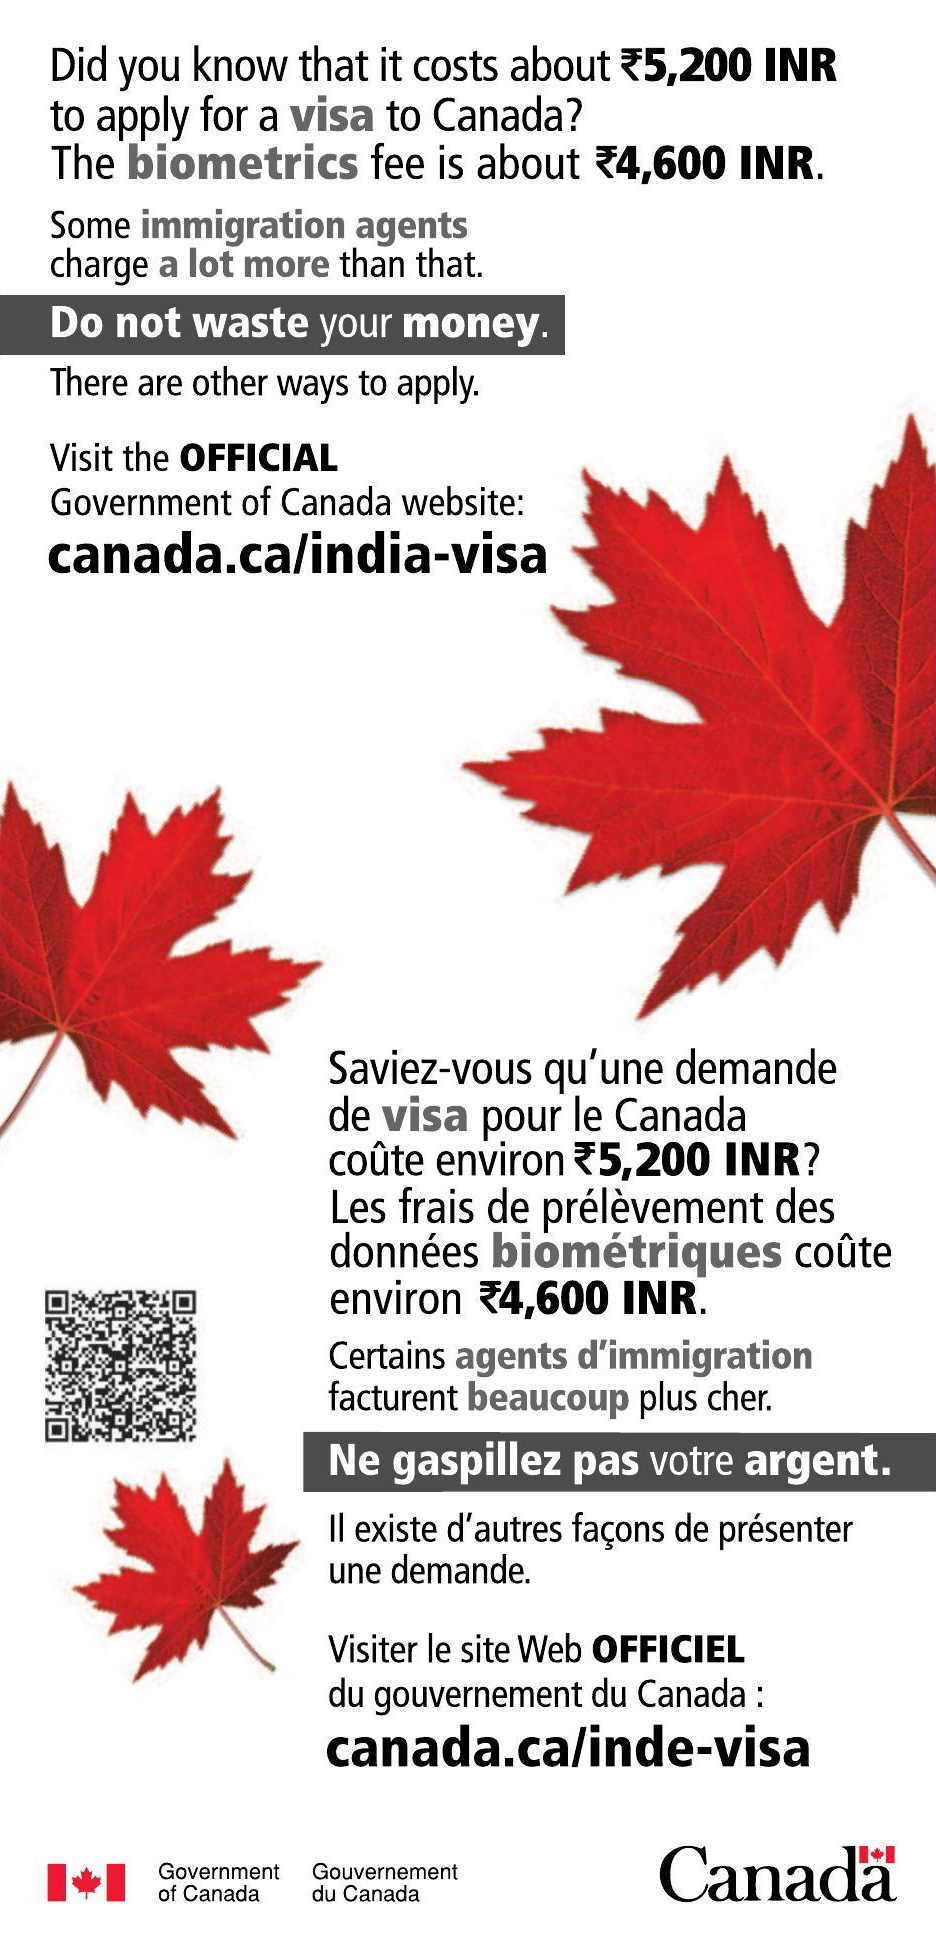 Did you know that it costs about ₹5,200 INR
to apply for a visa to Canada?
The biometrics fee is about ₹4,600 INR.
Some immigration agents
charge a lot more than that.
Do not waste your money.
There are other ways to apply.
Visit the OFFICIAL
Government of Canada website:
canada.ca/india-visa
Saviez-vous qu’une demande
de visa pour le Canada
coûte environ ₹5,200 INR?
Les frais de prélèvement des
données biométriques coûte
environ ₹4,600 INR.
Certains agents d’immigration
facturent beaucoup plus cher.
Ne gaspillez pas votre argent.
Il existe d’autres façons de présenter
une demande.
Visiter le site Web OFFICIEL
du gouvernement du Canada :
canada.ca/inde-visa
Government
of Canada
Gouvernement
du Canada
Canada